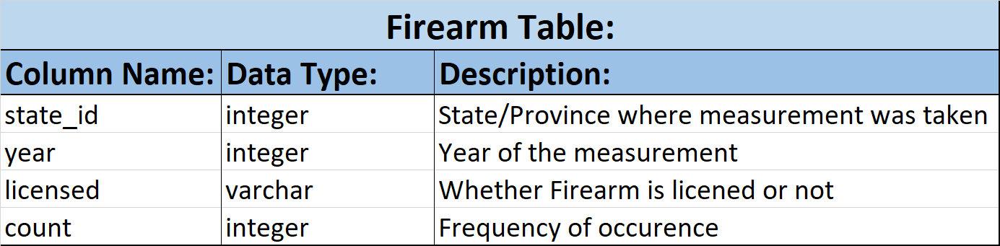 Firearm Table:
Column Name: Data Type: Description:
state_id integer State/Province where measurement was taken
year integer Year of the measurement
licensed varchar Whether Firearm is licened or not
count integer Frequency of occurence